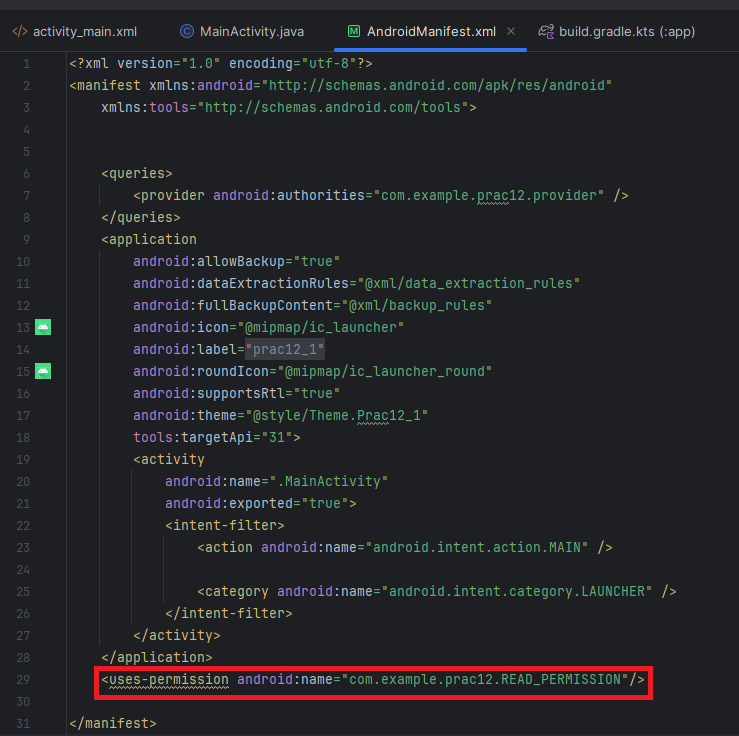 activity_main.xml MainActivity.java AndroidManifest.xml build.gradle.kts (:app)
1 <?xml version="1.0" encoding="utf-8"?>
2 <manifest xmlns:android="http://schemas.android.com/apk/res/android"
3 xmlns:tools="http://schemas.android.com/tools">
4
5
6 <queries>
7 <provider android:authorities="com.example.prac12.provider" />
8 </queries>
9 <application
10 android:allowBackup="true"
11 android:dataExtractionRules="@xml/data_extraction_rules"
12 android:fullBackupContent="@xml/backup_rules"
13 android:icon="@mipmap/ic_launcher"
14 android:label="prac12_1"
15 android:roundIcon="@mipmap/ic_launcher_round"
16 android:supportsRtl="true"
17 android:theme="@style/Theme.Prac12_1"
18 tools:targetApi="31">
19 <activity
20 android:name=".MainActivity"
21 android:exported="true">
22 <intent-filter>
23 <action android:name="android.intent.action.MAIN" />
24
25 <category android:name="android.intent.category.LAUNCHER" />
26 </intent-filter>
27 </activity>
28 </application>
29 <uses-permission android:name="com.example.prac12.READ_PERMISSION"/>
30
31 </manifest>